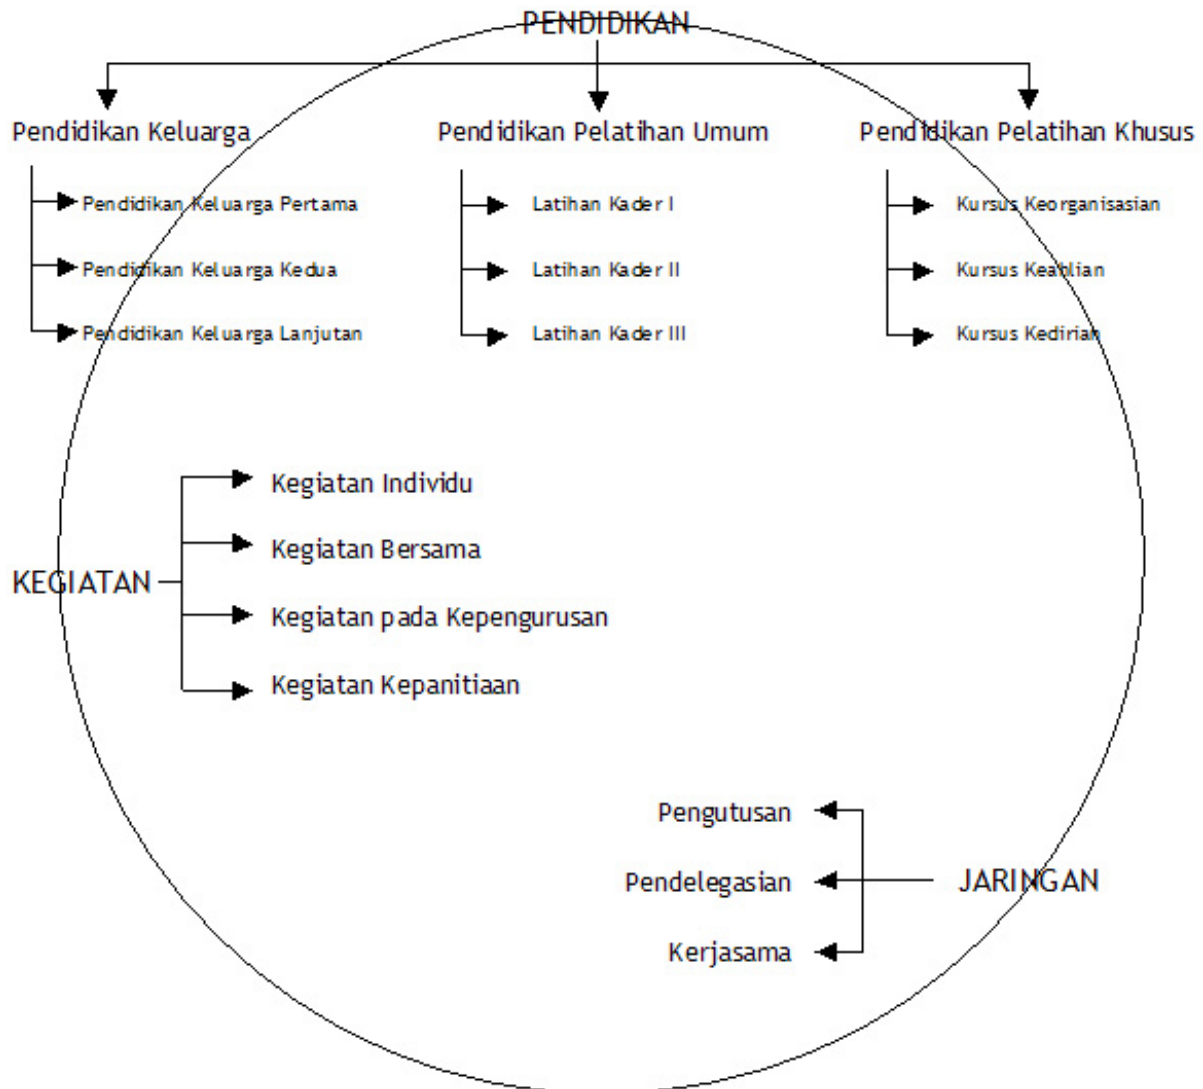 PENDIDIKAN
Pendidikan Keluarga
Pendidikan Pelatihan Umum
Pendidikan Pelatihan Khusus
Pendidikan Keluarga Pertama
Latihan Kader I
Kursus Keorganisasian
Pendidikan Keluarga Kedua
Latihan Kader II
Kursus Keahlian
Pendidikan Keluarga Lanjutan
Latihan Kader III
Kursus Kedirian
KEGIATAN
Kegiatan Individu
Kegiatan Bersama
Kegiatan pada Kepengurusan
Kegiatan Kepanitiaan
JARINGAN
Pengutusan
Pendelegasian
Kerjasama